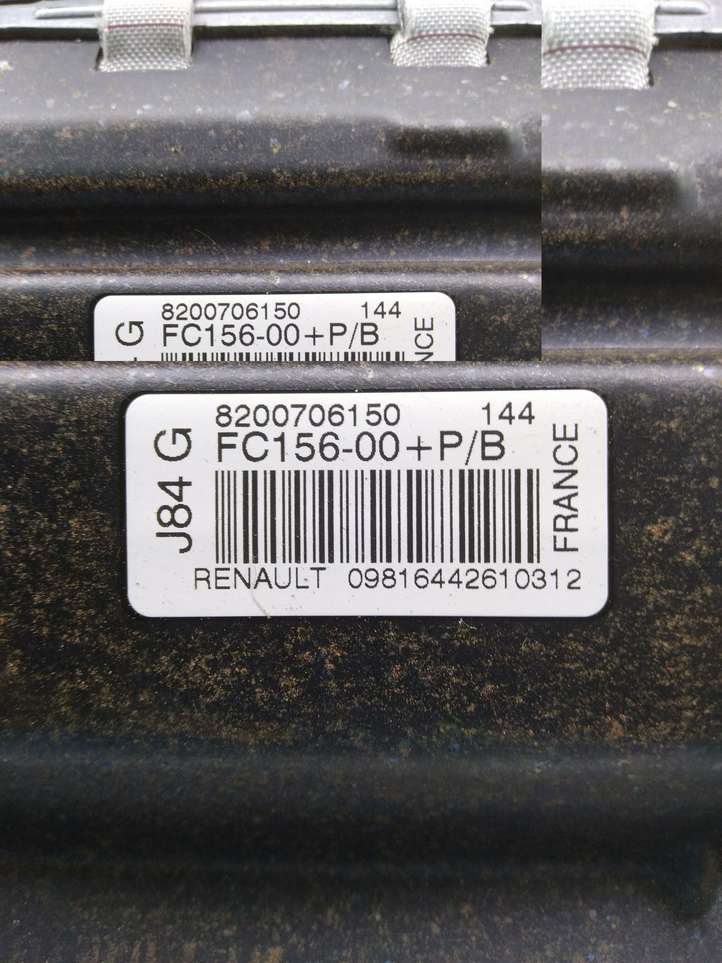 8200706150 144
G
FC156-00+P/B
8200706150 144
J84 G
FC156-00+P/B
FRANCE
RENAULT 09816442610312